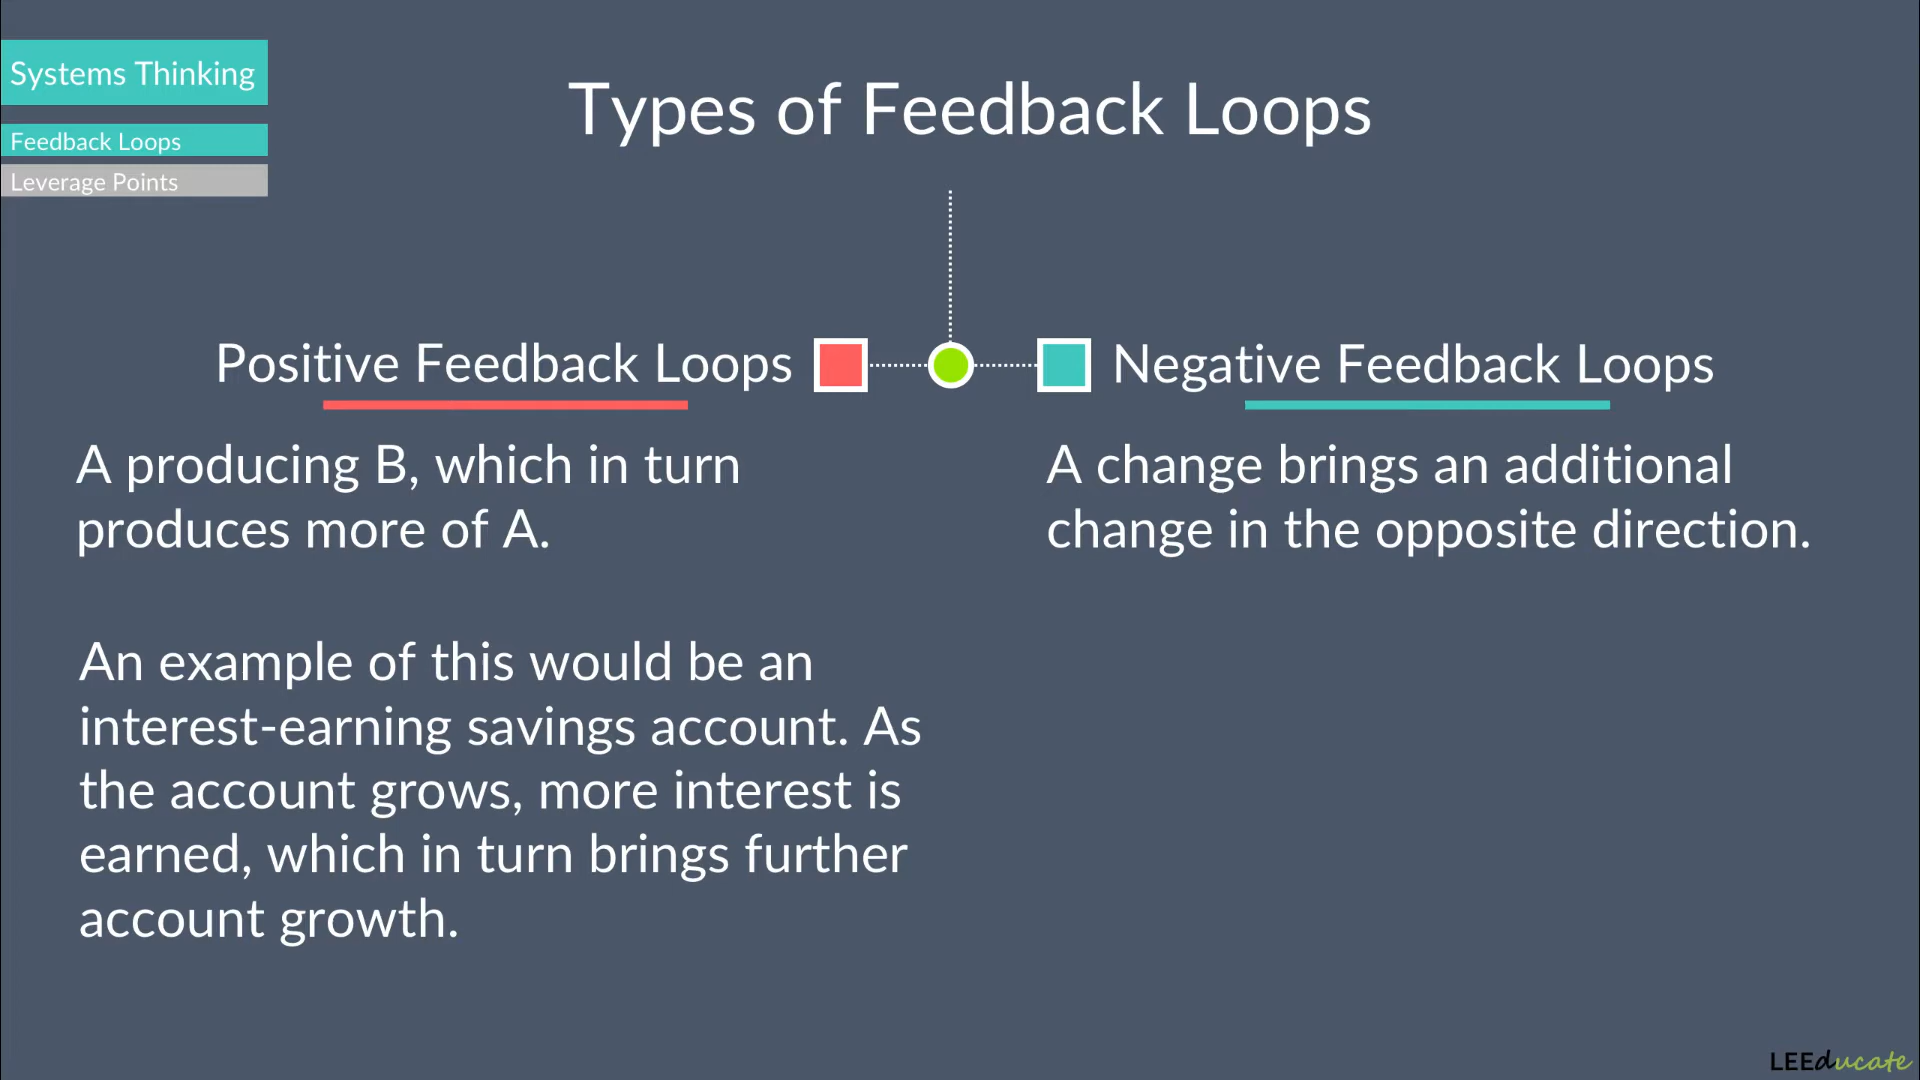 Systems Thinking
Feedback Loops
Leverage Points
Types of Feedback Loops
Positive Feedback Loops
A producing B, which in turn
produces more of A.
An example of this would be an
interest-earning savings account. As
the account grows, more interest is
earned, which in turn brings further
account growth.
Negative Feedback Loops
A change brings an additional
change in the opposite direction.
LEEducate